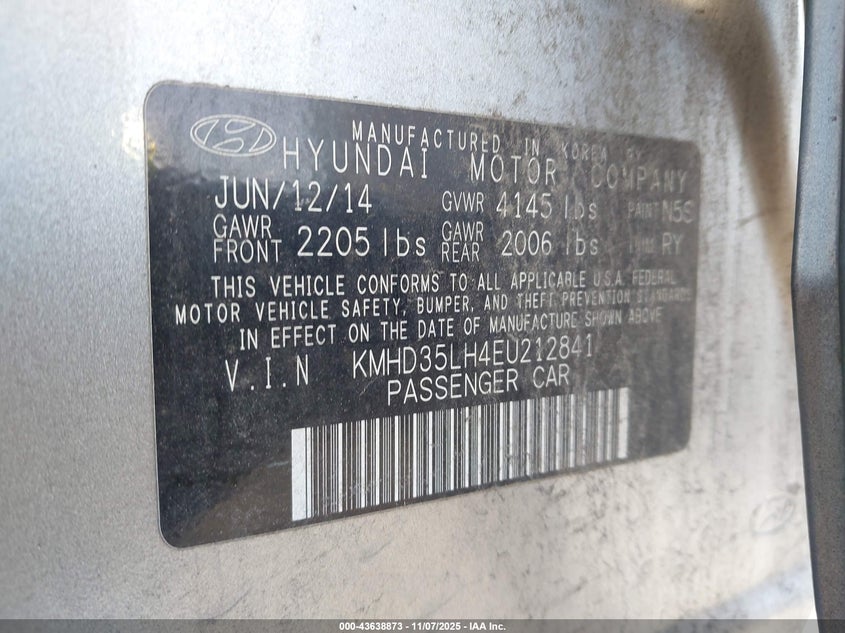 MANUFACTURED IN KOREA BY
HYUNDAI MOTOR COMPANY
JUN/12/14 GVWR 4145 lbs PAINT N5S
GAWR FRONT 2205 lbs GAWR REAR 2006 lbs TRIM RY
THIS VEHICLE CONFORMS TO ALL APPLICABLE U.S.A. FEDERAL
MOTOR VEHICLE SAFETY, BUMPER, AND THEFT PREVENTION STANDARDS
IN EFFECT ON THE DATE OF MANUFACTURE SHOWN ABOVE
V.I.N KMHD35LH4EU212841
PASSENGER CAR
000-43638873 - 11/07/2025 - IAA Inc.